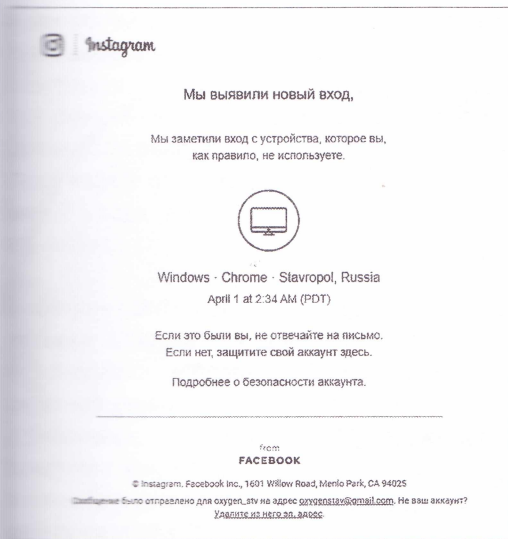 Instagram
Мы выявили новый вход,
Мы заметили вход с устройства, которое вы,
как правило, не используете.
Windows · Chrome · Stavropol, Russia
April 1 at 2:34 AM (PDT)
Если это были вы, не отвечайте на письмо.
Если нет, защитите свой аккаунт здесь.
Подробнее о безопасности аккаунта.
from
FACEBOOK
© Instagram. Facebook Inc., 1601 Willow Road, Menlo Park, CA 94025
Сообщение было отправлено для oxygen_stv на адрес oxygenstav@gmail.com. Не ваш аккаунт?
Удалите из него эл. адрес.